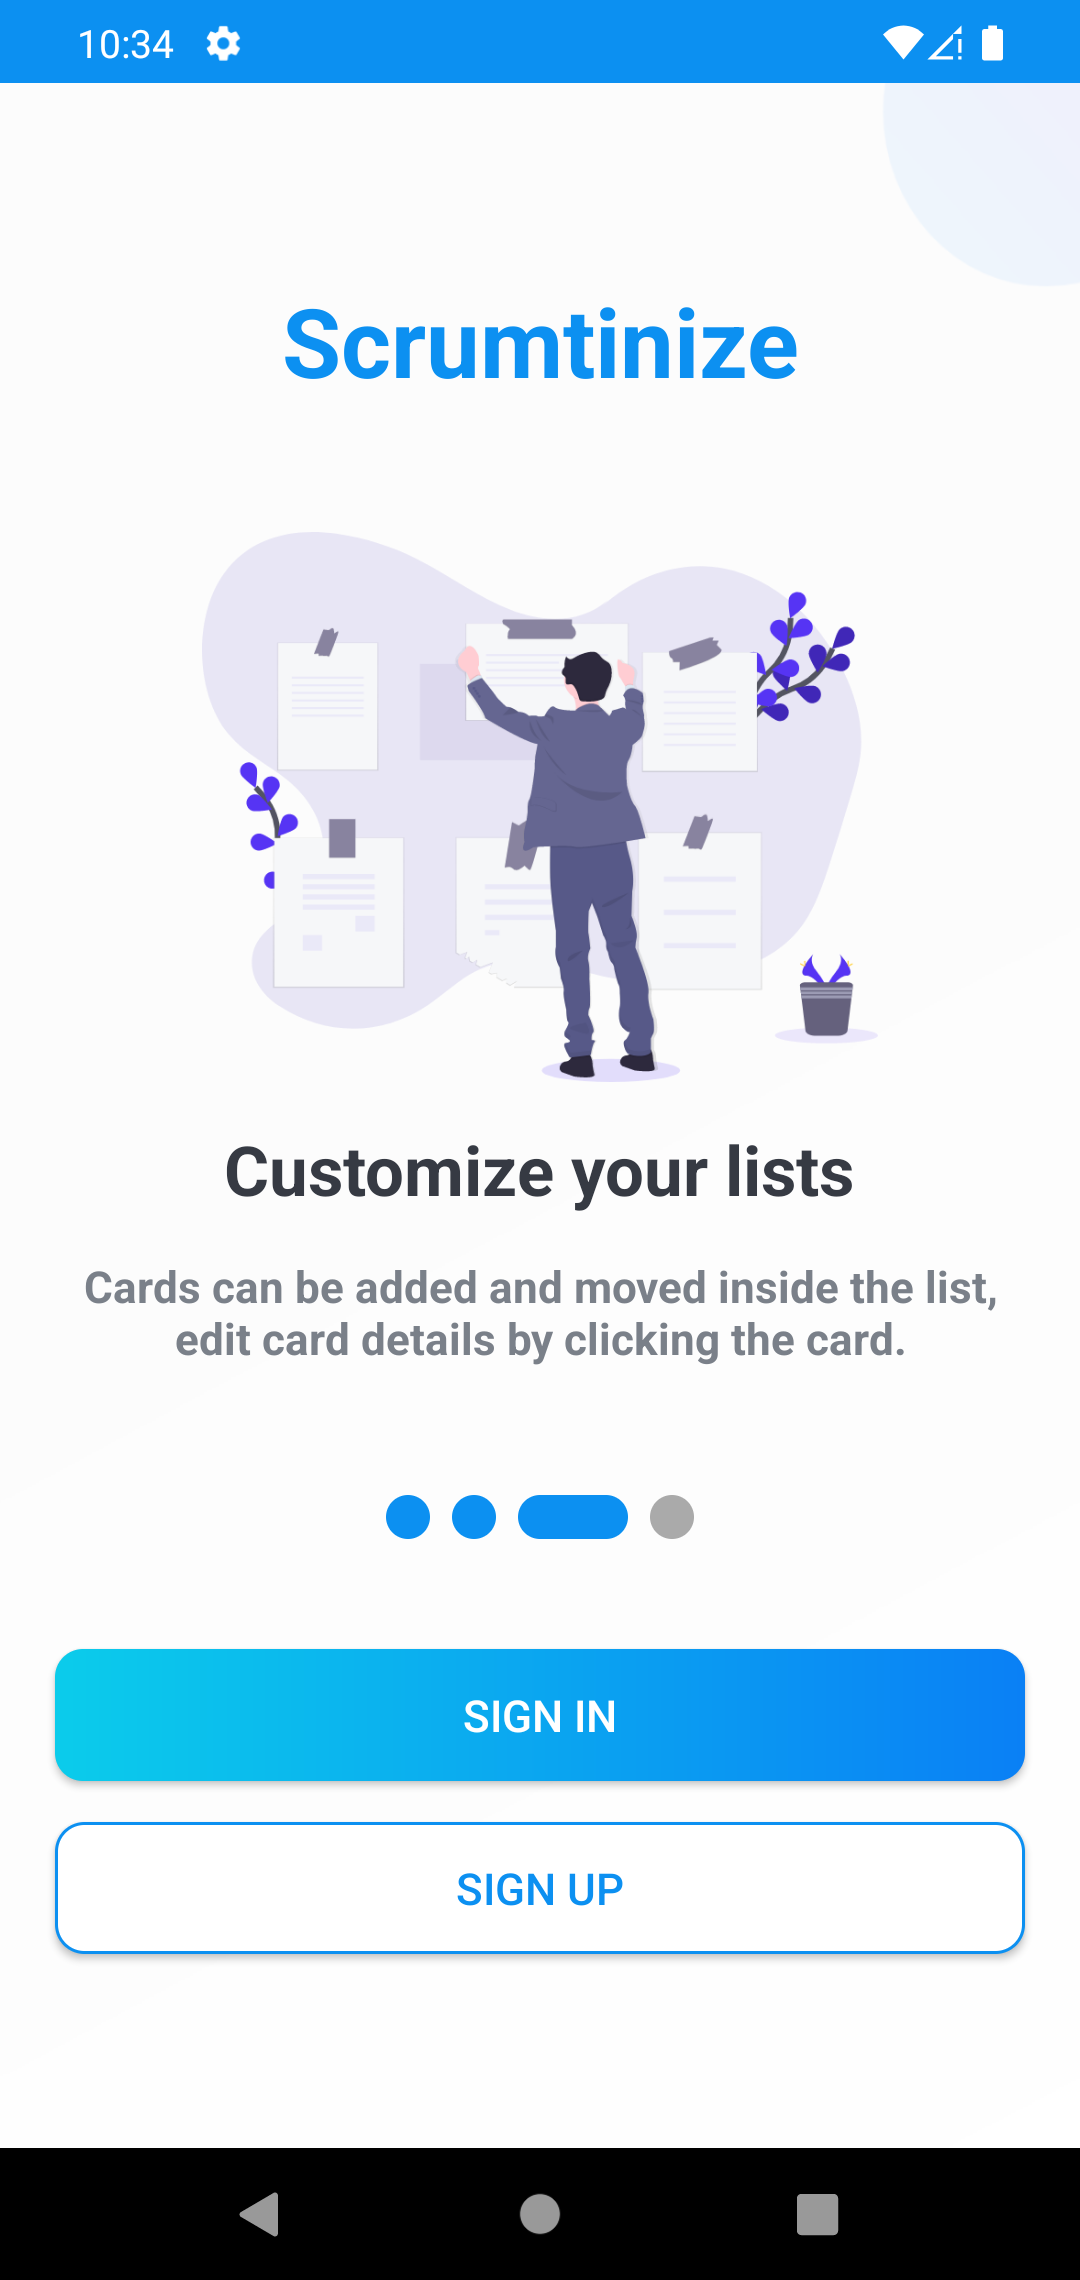 10:34
Scrumtinize
Customize your lists
Cards can be added and moved inside the list,
edit card details by clicking the card.
SIGN IN
SIGN UP